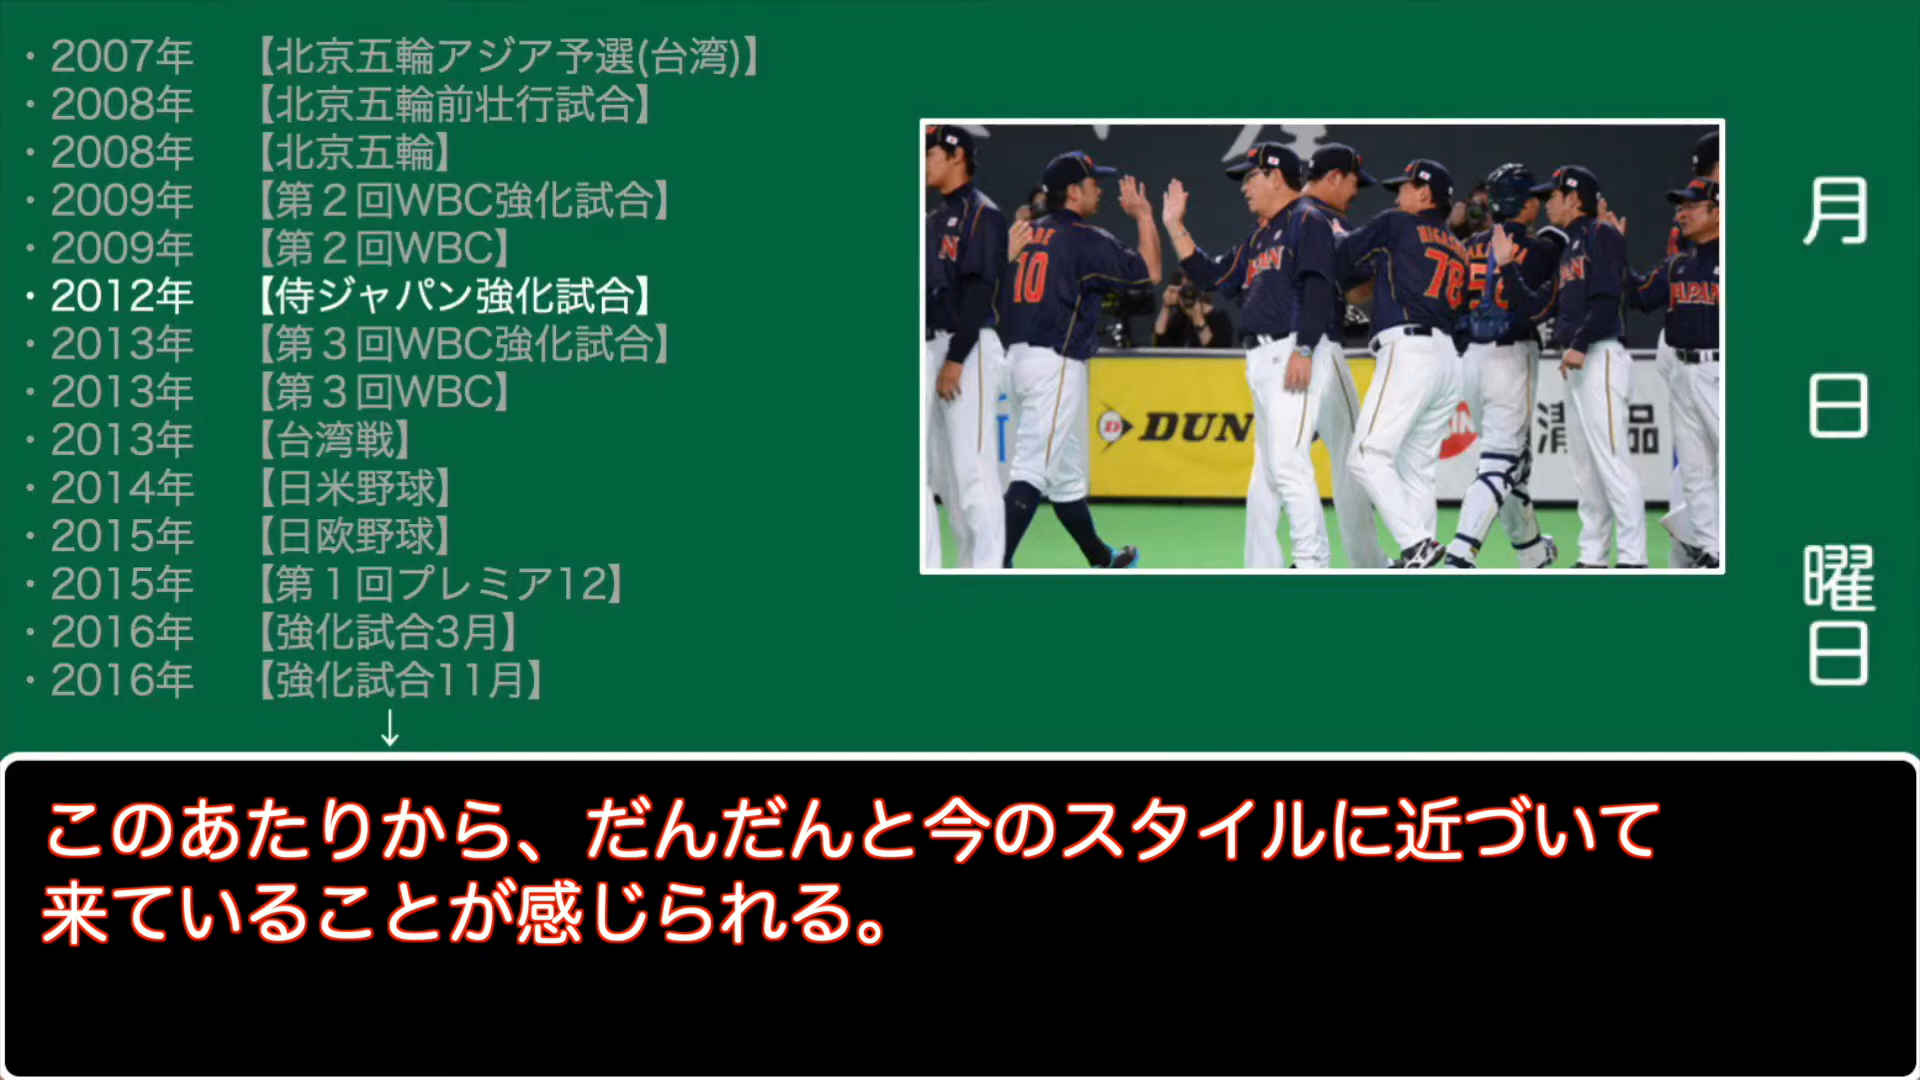 ・2007年 【北京五輪アジア予選(台湾)】
・2008年 【北京五輪前壮行試合】
・2008年 【北京五輪】
・2009年 【第２回WBC強化試合】
・2009年 【第２回WBC】
・2012年 【侍ジャパン強化試合】
・2013年 【第３回WBC強化試合】
・2013年 【第３回WBC】
・2013年 【台湾戦】
・2014年 【日米野球】
・2015年 【日欧野球】
・2015年 【第１回プレミア12】
・2016年 【強化試合3月】
・2016年 【強化試合11月】
↓
10
78
APAN
DUN
清
品
月
日
曜
日
このあたりから、だんだんと今のスタイルに近づいて
来ていることが感じられる。